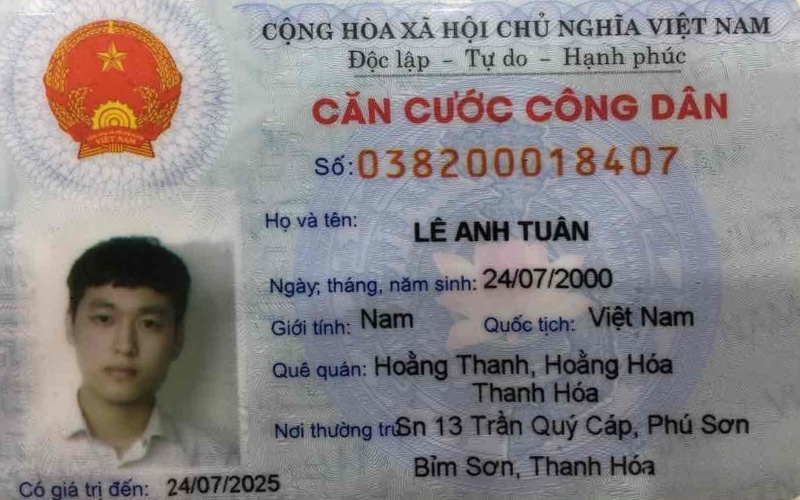 CỘNG HÒA XÃ HỘI CHỦ NGHĨA VIỆT NAM
Độc lập - Tự do - Hạnh phúc
CĂN CƯỚC CÔNG DÂN
Số: 038200018407
Họ và tên: LÊ ANH TUÂN
Ngày, tháng, năm sinh: 24/07/2000
Giới tính: Nam Quốc tịch: Việt Nam
Quê quán: Hoằng Thanh, Hoằng Hóa
Thanh Hóa
Nơi thường trú Sn 13 Trần Quý Cáp, Phú Sơn
Bỉm Sơn, Thanh Hóa
Có giá trị đến: 24/07/2025
VIỆT NAM